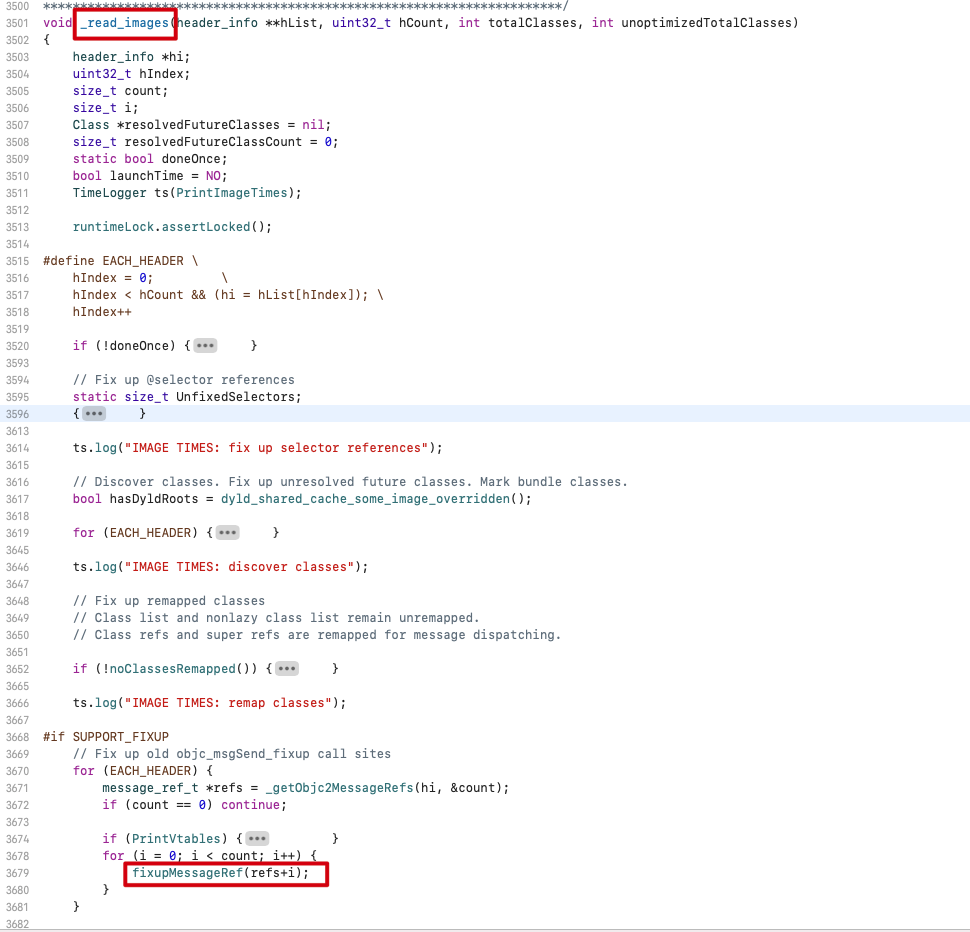 3500 ***********************************************************************/
3501 void _read_images(header_info **hList, uint32_t hCount, int totalClasses, int unoptimizedTotalClasses)
3502 {
3503     header_info *hi;
3504     uint32_t hIndex;
3505     size_t count;
3506     size_t i;
3507     Class *resolvedFutureClasses = nil;
3508     size_t resolvedFutureClassCount = 0;
3509     static bool doneOnce;
3510     bool launchTime = NO;
3511     TimeLogger ts(PrintImageTimes);
3512
3513     runtimeLock.assertLocked();
3514
3515 #define EACH_HEADER \
3516     hIndex = 0;         \
3517     hIndex < hCount && (hi = hList[hIndex]); \
3518     hIndex++
3519
3520     if (!doneOnce) {•••    }
3593
3594     // Fix up @selector references
3595     static size_t UnfixedSelectors;
3596     {•••    }
3613
3614     ts.log("IMAGE TIMES: fix up selector references");
3615
3616     // Discover classes. Fix up unresolved future classes. Mark bundle classes.
3617     bool hasDyldRoots = dyld_shared_cache_some_image_overridden();
3618
3619     for (EACH_HEADER) {•••    }
3645
3646     ts.log("IMAGE TIMES: discover classes");
3647
3648     // Fix up remapped classes
3649     // Class list and nonlazy class list remain unremapped.
3650     // Class refs and super refs are remapped for message dispatching.
3651
3652     if (!noClassesRemapped()) {•••    }
3665
3666     ts.log("IMAGE TIMES: remap classes");
3667
3668 #if SUPPORT_FIXUP
3669     // Fix up old objc_msgSend_fixup call sites
3670     for (EACH_HEADER) {
3671         message_ref_t *refs = _getObjc2MessageRefs(hi, &count);
3672         if (count == 0) continue;
3673
3674         if (PrintVtables) {•••        }
3678         for (i = 0; i < count; i++) {
3679             fixupMessageRef(refs+i);
3680         }
3681     }
3682